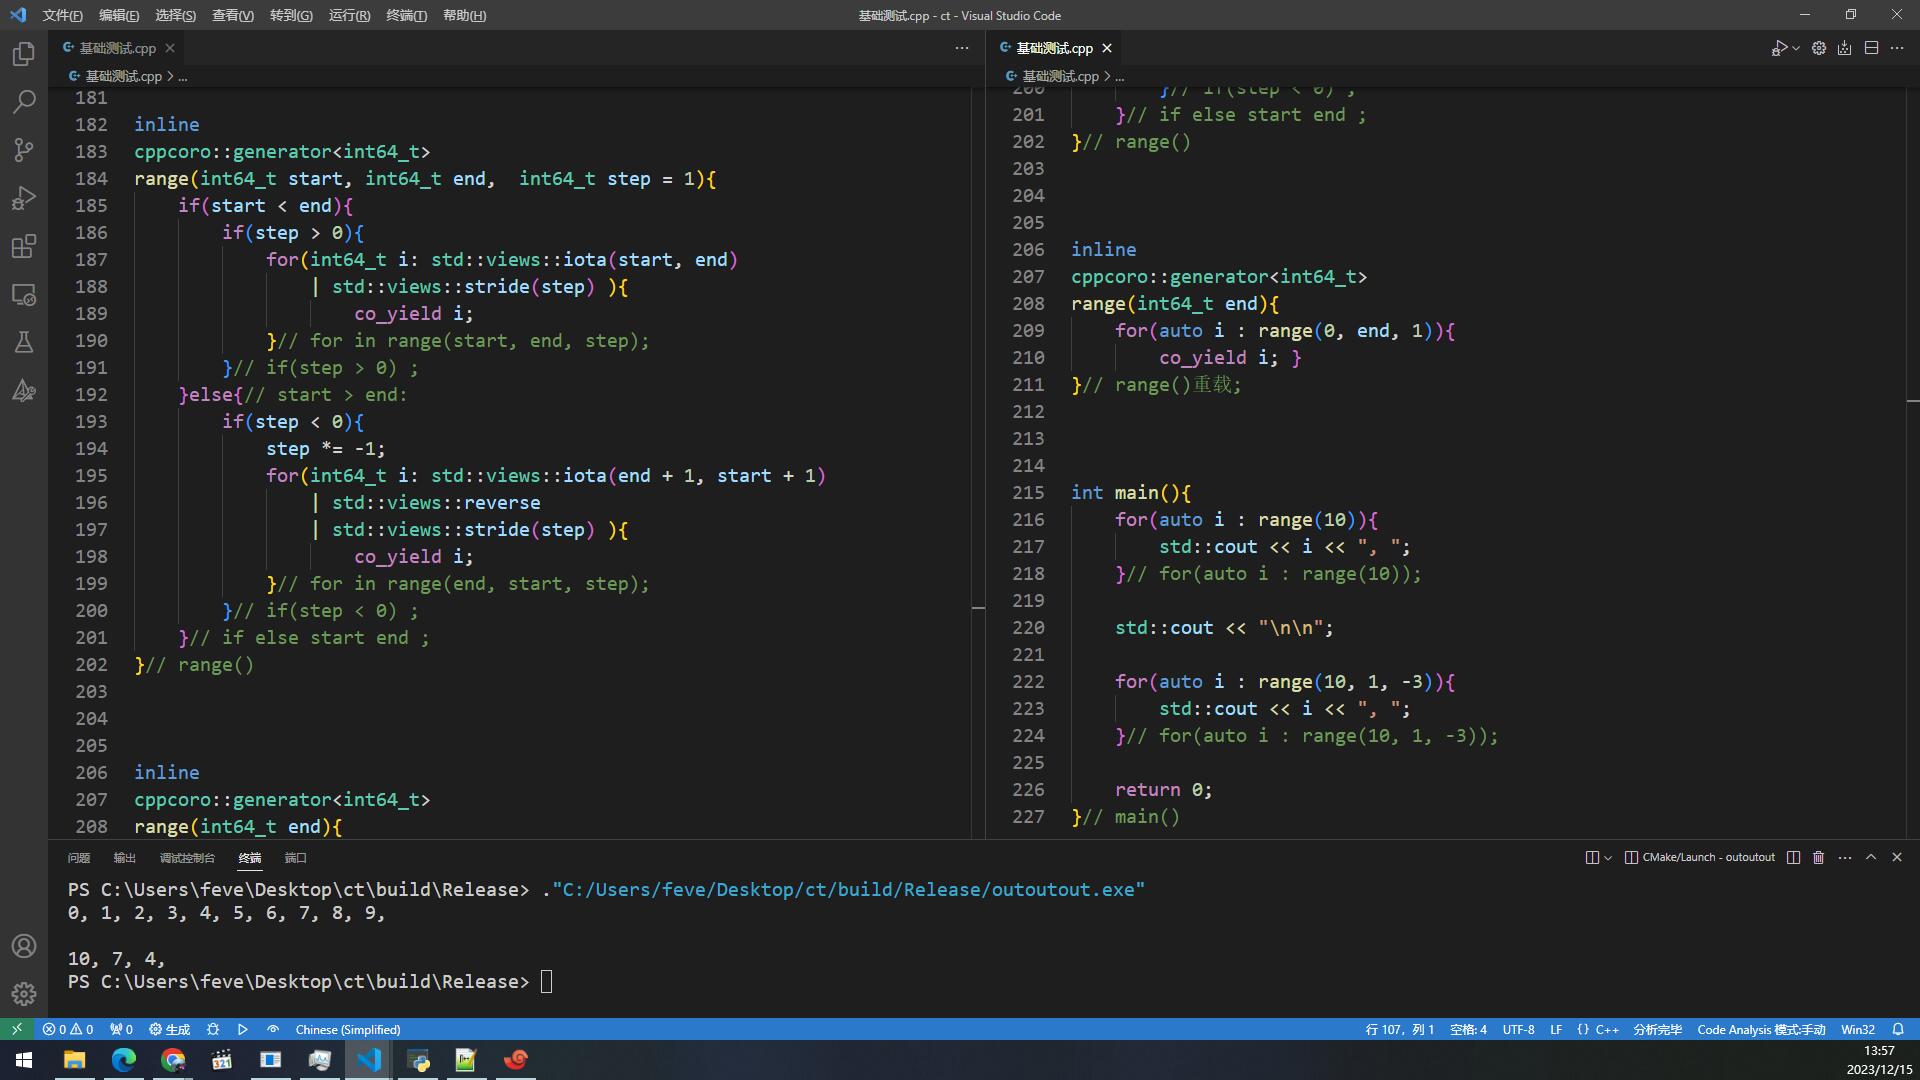 文件(F) 编辑(E) 选择(S) 查看(V) 转到(G) 运行(R) 终端(T) 帮助(H) 基础测试.cpp - ct - Visual Studio Code
基础测试.cpp
基础测试.cpp > ...
181
182 inline
183 cppcoro::generator<int64_t>
184 range(int64_t start, int64_t end,  int64_t step = 1){
185     if(start < end){
186         if(step > 0){
187             for(int64_t i: std::views::iota(start, end)
188                 | std::views::stride(step) ){
189                     co_yield i;
190             }// for in range(start, end, step);
191         }// if(step > 0) ;
192     }else{// start > end:
193         if(step < 0){
194             step *= -1;
195             for(int64_t i: std::views::iota(end + 1, start + 1)
196                 | std::views::reverse
197                 | std::views::stride(step) ){
198                     co_yield i;
199             }// for in range(end, start, step);
200         }// if(step < 0) ;
201     }// if else start end ;
202 }// range()
203
204
205
206 inline
207 cppcoro::generator<int64_t>
208 range(int64_t end){
基础测试.cpp
基础测试.cpp > ...
200         }// if(step < 0) ;
201     }// if else start end ;
202 }// range()
203
204
205
206 inline
207 cppcoro::generator<int64_t>
208 range(int64_t end){
209     for(auto i : range(0, end, 1)){
210         co_yield i; }
211 }// range()重载;
212
213
214
215 int main(){
216     for(auto i : range(10)){
217         std::cout << i << ", ";
218     }// for(auto i : range(10));
219
220     std::cout << "\n\n";
221
222     for(auto i : range(10, 1, -3)){
223         std::cout << i << ", ";
224     }// for(auto i : range(10, 1, -3));
225
226     return 0;
227 }// main()
问题 输出 调试控制台 终端 端口 CMake/Launch - outoutout
PS C:\Users\feve\Desktop\ct\build\Release> ."C:/Users/feve/Desktop/ct/build/Release/outoutout.exe"
0, 1, 2, 3, 4, 5, 6, 7, 8, 9,
10, 7, 4,
PS C:\Users\feve\Desktop\ct\build\Release>
0 0 0 生成 Chinese (Simplified) 行 107，列 1 空格: 4 UTF-8 LF {} C++ 分析完毕 Code Analysis 模式:手动 Win32
321
13:57
2023/12/15